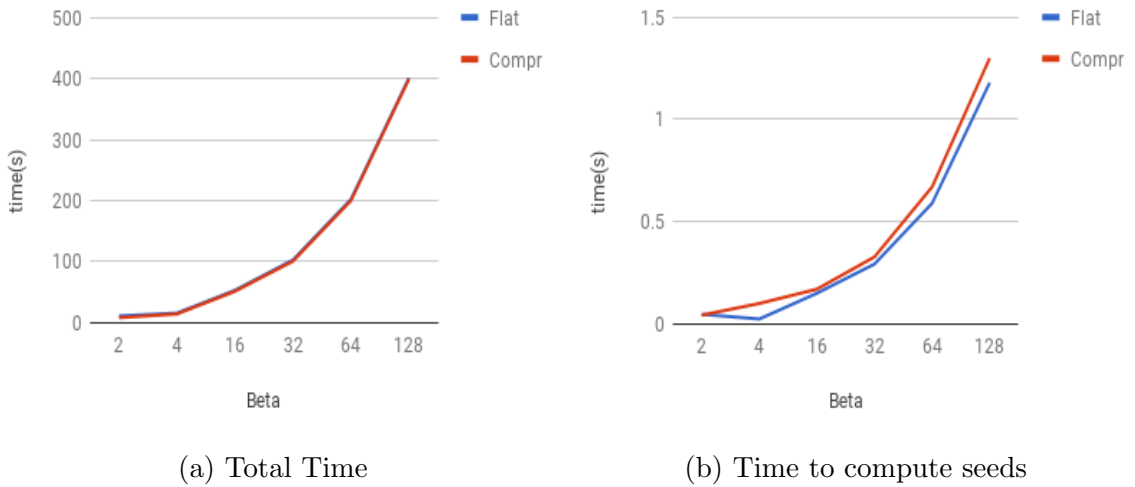 500
400
300
200
100
0
time(s)
2 4 16 32 64 128
Beta
Flat
Compr
(a) Total Time
1.5
1
0.5
0
time(s)
2 4 16 32 64 128
Beta
Flat
Compr
(b) Time to compute seeds